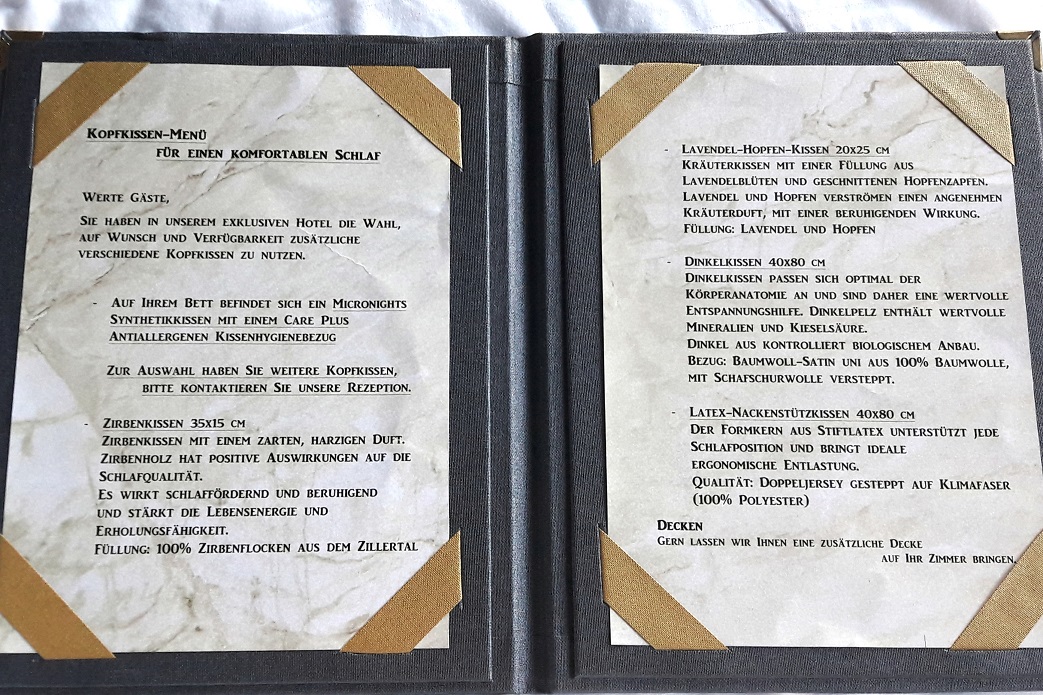 Kopfkissen-Menü
für einen komfortablen Schlaf
Werte Gäste,
Sie haben in unserem exklusiven Hotel die Wahl,
auf Wunsch und Verfügbarkeit zusätzliche
verschiedene Kopfkissen zu nutzen.
- Auf Ihrem Bett befindet sich ein Micronights
Synthetikkissen mit einem Care Plus
Antiallergenen Kissenhygienebezug
Zur Auswahl haben Sie weitere Kopfkissen,
bitte kontaktieren Sie unsere Rezeption.
- Zirbenkissen 35x15 cm
Zirbenkissen mit einem zarten, harzigen Duft.
Zirbenholz hat positive Auswirkungen auf die
Schlafqualität.
Es wirkt schlaffördernd und beruhigend
und stärkt die Lebensenergie und
Erholungsfähigkeit.
Füllung: 100% Zirbenflocken aus dem Zillertal
- Lavendel-Hopfen-Kissen 20x25 cm
Kräuterkissen mit einer Füllung aus
Lavendelblüten und geschnittenen Hopfenzapfen.
Lavendel und Hopfen verströmen einen angenehmen
Kräuterduft, mit einer beruhigenden Wirkung.
Füllung: Lavendel und Hopfen
- Dinkelkissen 40x80 cm
Dinkelkissen passen sich optimal der
Körperanatomie an und sind daher eine wertvolle
Entspannungshilfe. Dinkelpelz enthält wertvolle
Mineralien und Kieselsäure.
Dinkel aus kontrolliert biologischem Anbau.
Bezug: Baumwoll-Satin uni aus 100% Baumwolle,
mit Schafschurwolle versteppt.
- Latex-Nackenstützkissen 40x80 cm
Der Formkern aus Stiftlatex unterstützt jede
Schlafposition und bringt ideale
ergonomische Entlastung.
Qualität: Doppeljersey gesteppt auf Klimafaser
(100% Polyester)
Decken
Gern lassen wir Ihnen eine zusätzliche Decke
auf Ihr Zimmer bringen.